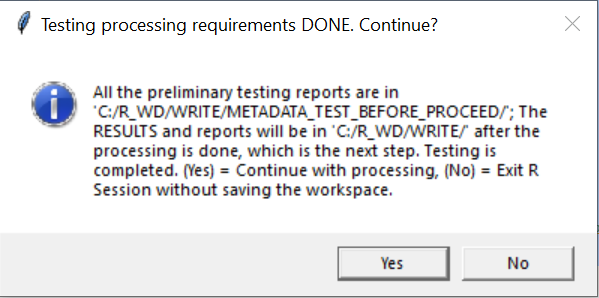 Testing processing requirements DONE. Continue?
All the preliminary testing reports are in
'C:/R_WD/WRITE/METADATA_TEST_BEFORE_PROCEED/'; The
RESULTS and reports will be in 'C:/R_WD/WRITE/' after the
processing is done, which is the next step. Testing is
completed. (Yes) = Continue with processing, (No) = Exit R
Session without saving the workspace.
Yes
No